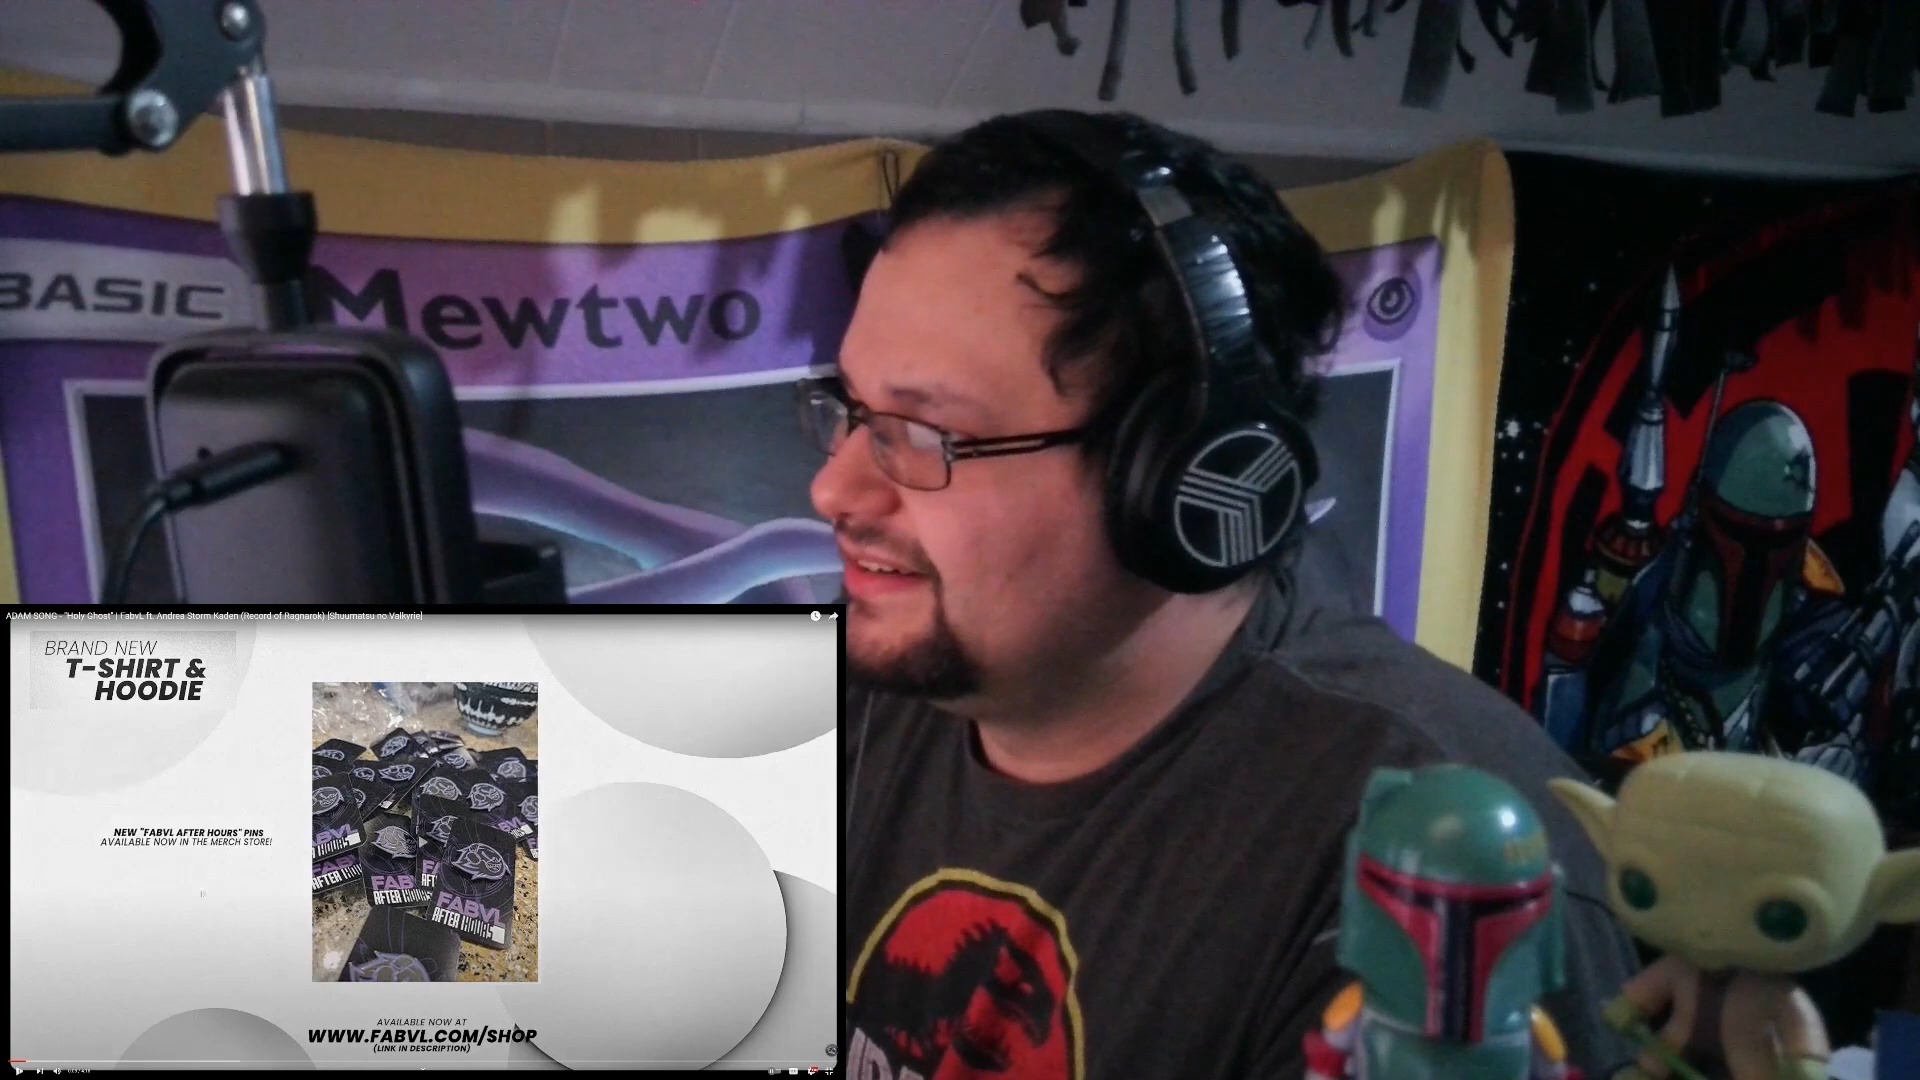 BASIC
Mewtwo
ADAM SONG - "Holy Ghost" | FabvL ft. Andrea Storm Kaden (Record of Ragnarok) [Shuumatsu no Valkyrie]
BRAND NEW
T-SHIRT &
HOODIE
NEW "FABVL AFTER HOURS" PINS
AVAILABLE NOW IN THE MERCH STORE!
FABVL
AFTER HOURS
AVAILABLE NOW AT
WWW.FABVL.COM/SHOP
(LINK IN DESCRIPTION)